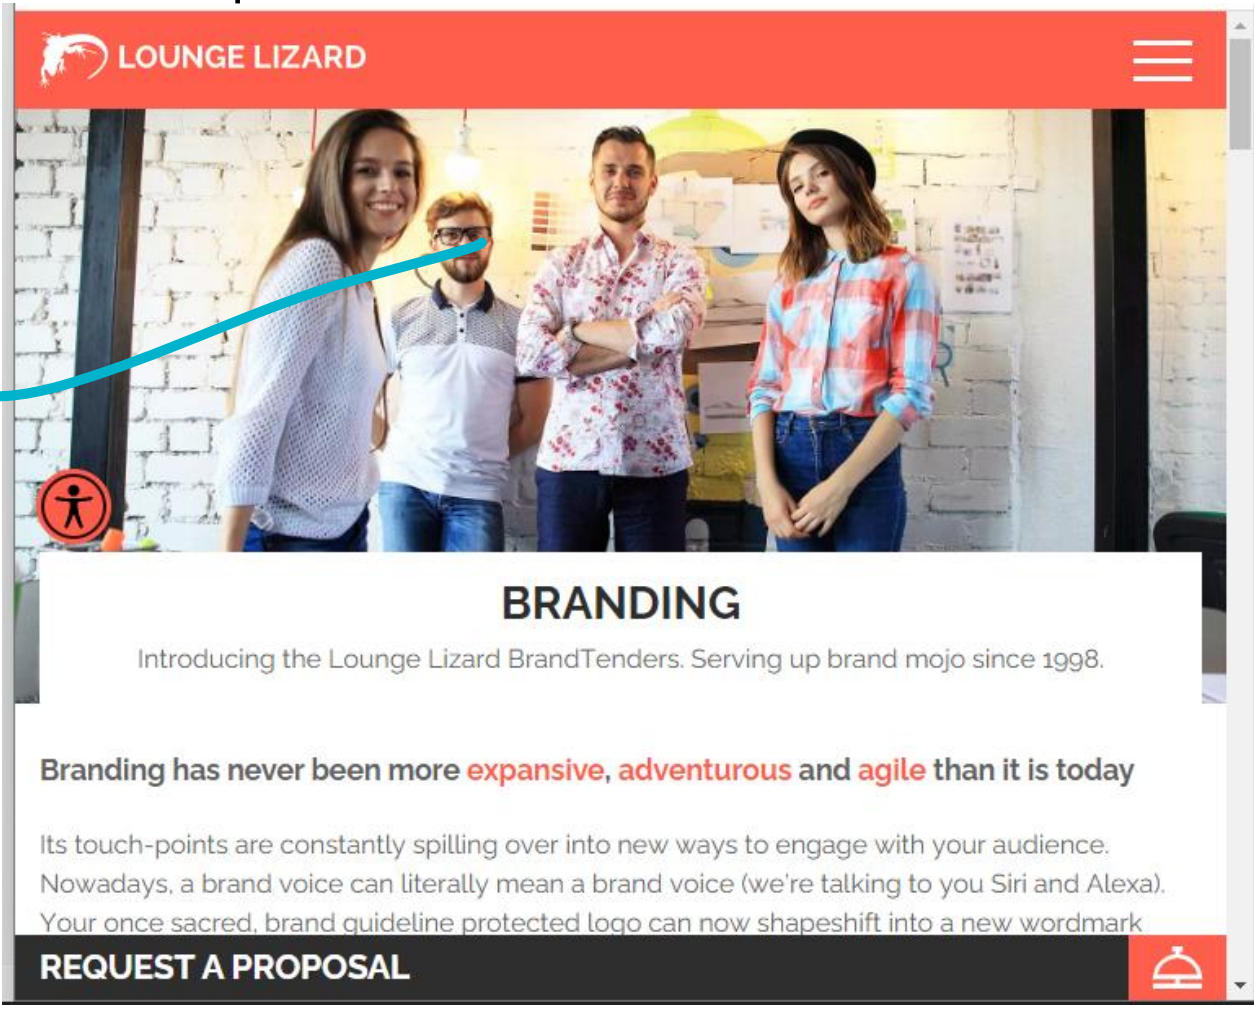 LOUNGE LIZARD
BRANDING
Introducing the Lounge Lizard BrandTenders. Serving up brand mojo since 1998.
Branding has never been more expansive, adventurous and agile than it is today
Its touch-points are constantly spilling over into new ways to engage with your audience.
Nowadays, a brand voice can literally mean a brand voice (we're talking to you Siri and Alexa).
Your once sacred, brand guideline protected logo can now shapeshift into a new wordmark
REQUEST A PROPOSAL